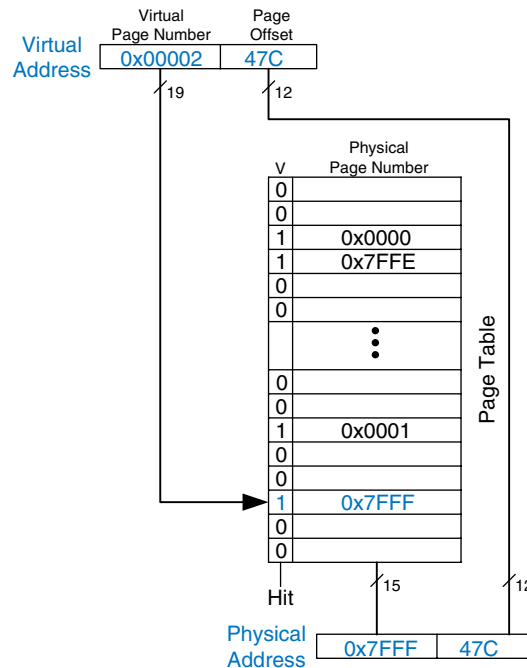 Virtual Page Number
Page Offset
Virtual Address
0x00002
47C
19
12
V
Physical Page Number
0
0
1 0x0000
1 0x7FFE
0
0
0
0
1 0x0001
0
0
1 0x7FFF
0
0
Page Table
Hit
15
12
Physical Address
0x7FFF
47C